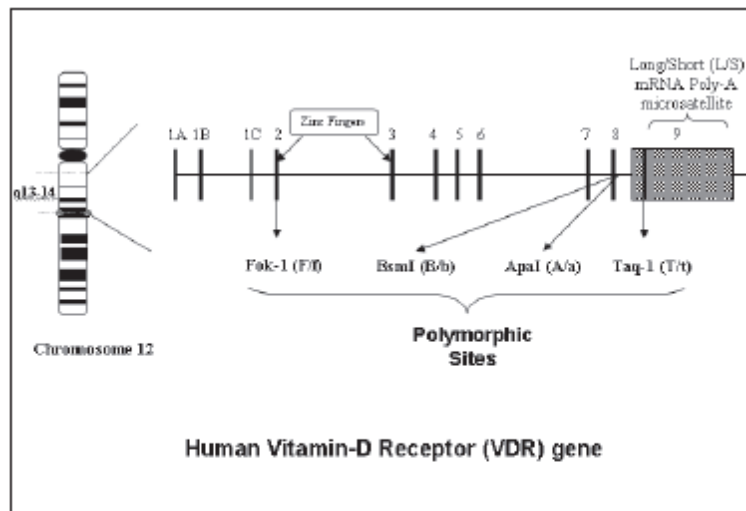 Long/Short (L/S)
mRNA Poly-A
microsatellite
Zinc Fingers
1A 1B 1C 2 3 4 5 6 7 8 9
q13-14
Fok-1 (F/f) BsmI (B/b) ApaI (A/a) Taq-1 (T/t)
Polymorphic
Sites
Chromosome 12
Human Vitamin-D Receptor (VDR) gene